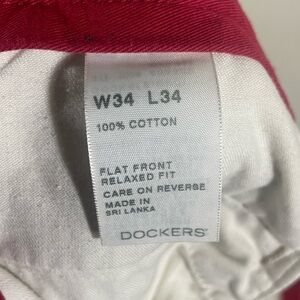 W34 L34
100% COTTON
FLAT FRONT
RELAXED FIT
CARE ON REVERSE
MADE IN
SRI LANKA
DOCKERS®